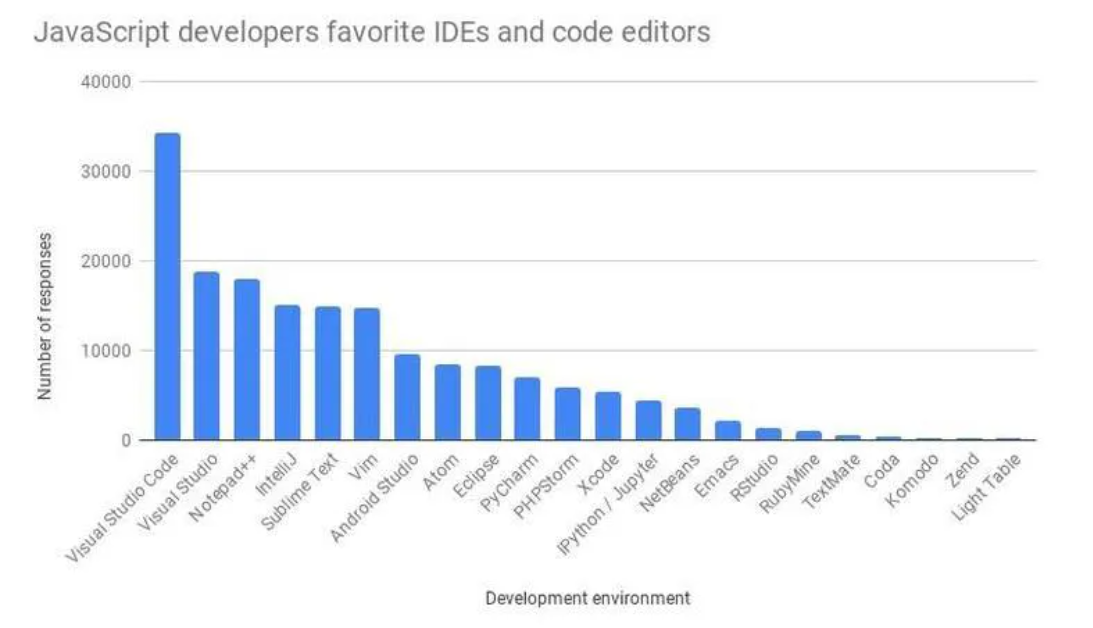 JavaScript developers favorite IDEs and code editors
Number of responses
40000
30000
20000
10000
0
Visual Studio Code
Visual Studio
Notepad++
IntelliJ
Sublime Text
Vim
Android Studio
Atom
Eclipse
PyCharm
PHPStorm
Xcode
IPython / Jupyter
NetBeans
Emacs
RStudio
RubyMine
TextMate
Coda
Komodo
Zend
Light Table
Development environment